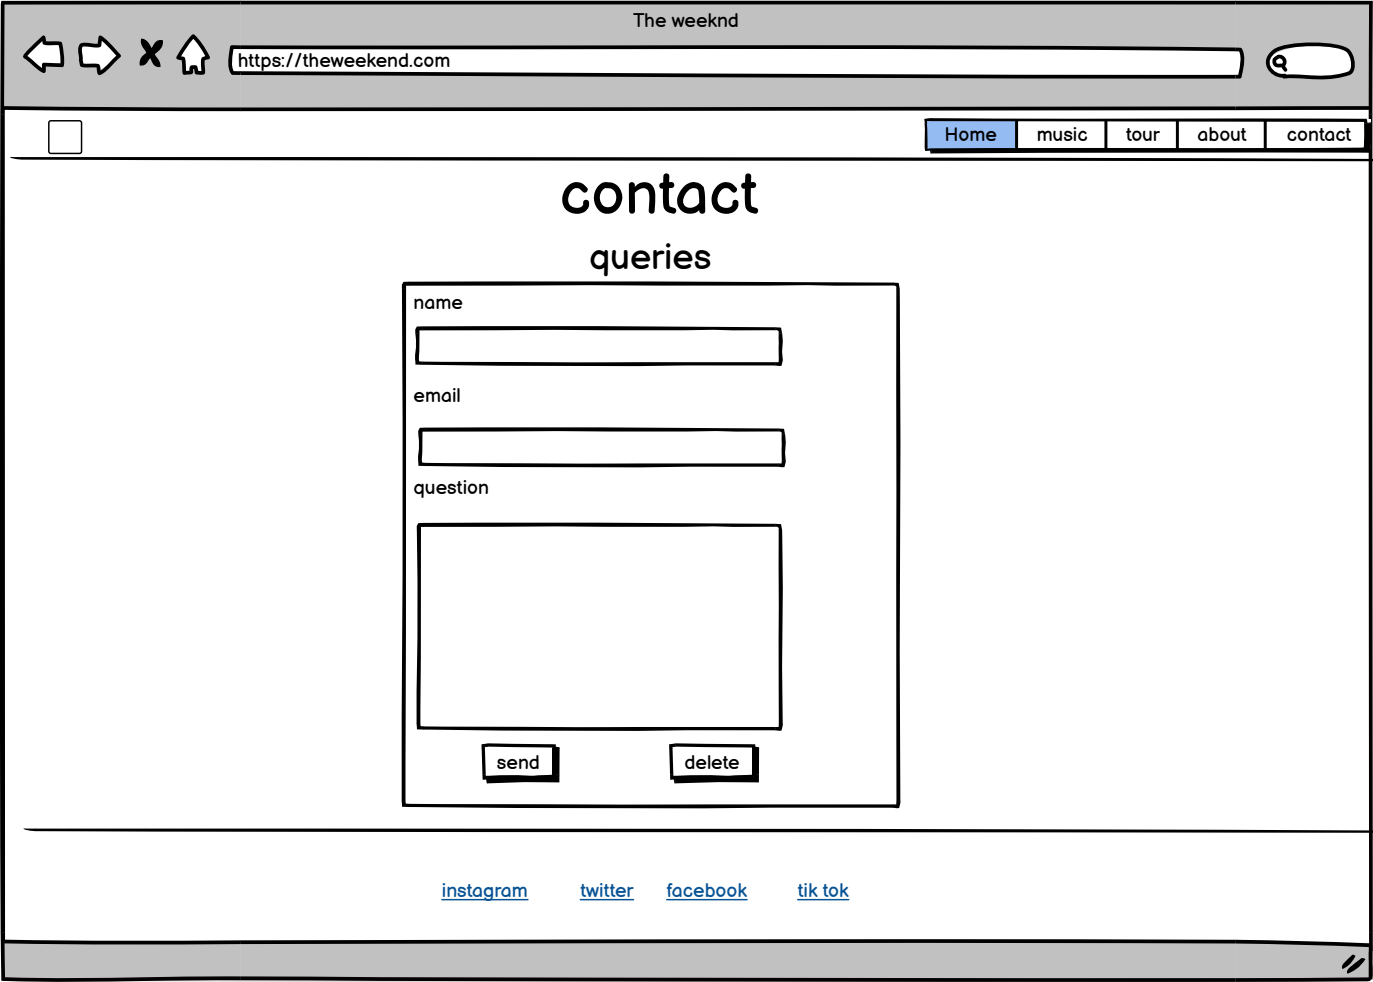 The weeknd
https://theweekend.com
Home music tour about contact
contact
queries
name
email
question
send delete
instagram twitter facebook tik tok